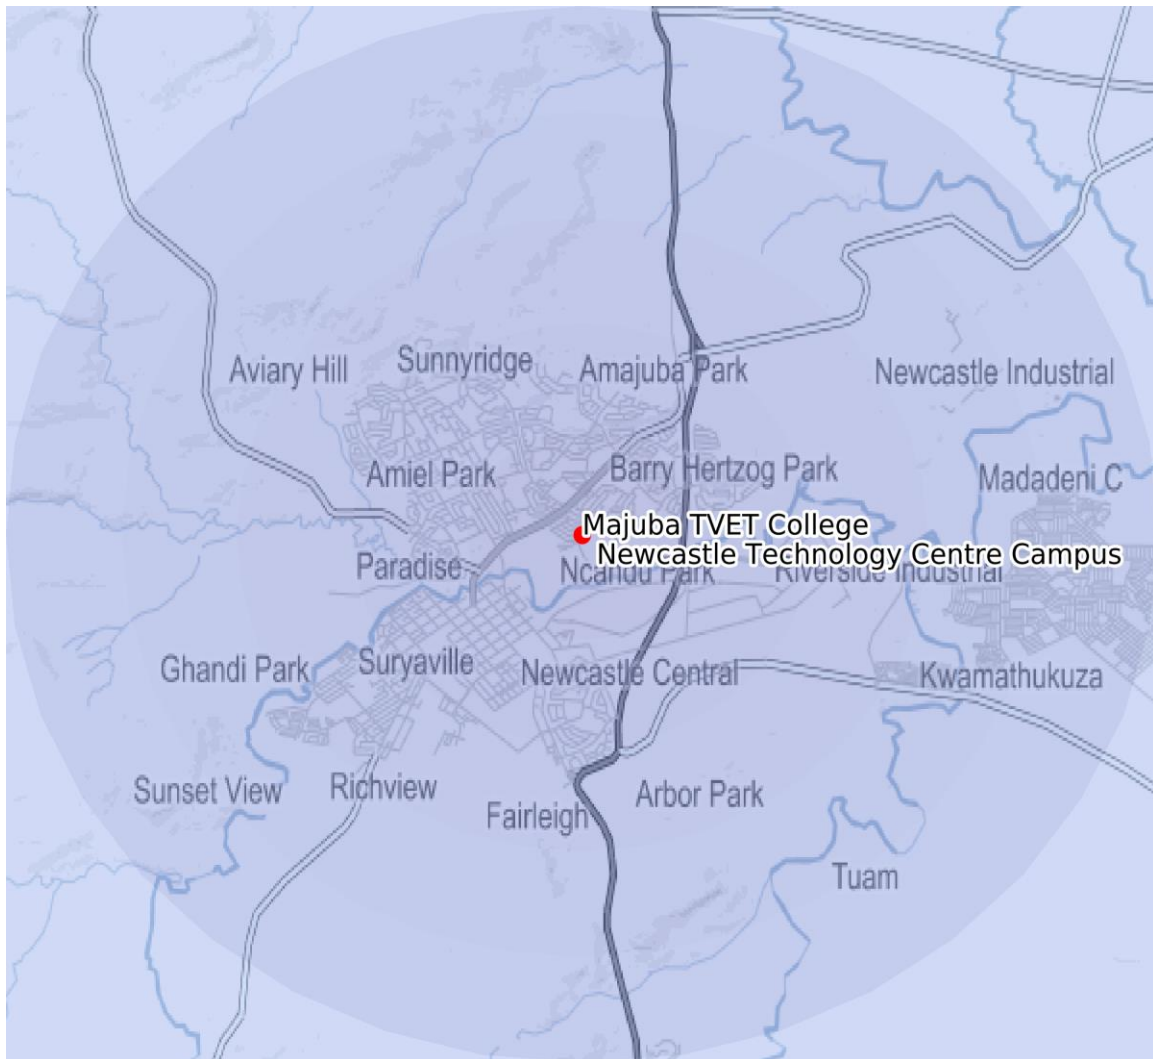 Aviary Hill
Sunnyridge
Amajuba Park
Newcastle Industrial
Amiel Park
Barry Hertzog Park
Madadeni C
Majuba TVET College
Newcastle Technology Centre Campus
Paradise
Ncandu Park
Riverside Industrial
Ghandi Park
Suryaville
Newcastle Central
Kwamathukuza
Sunset View
Richview
Fairleigh
Arbor Park
Tuam